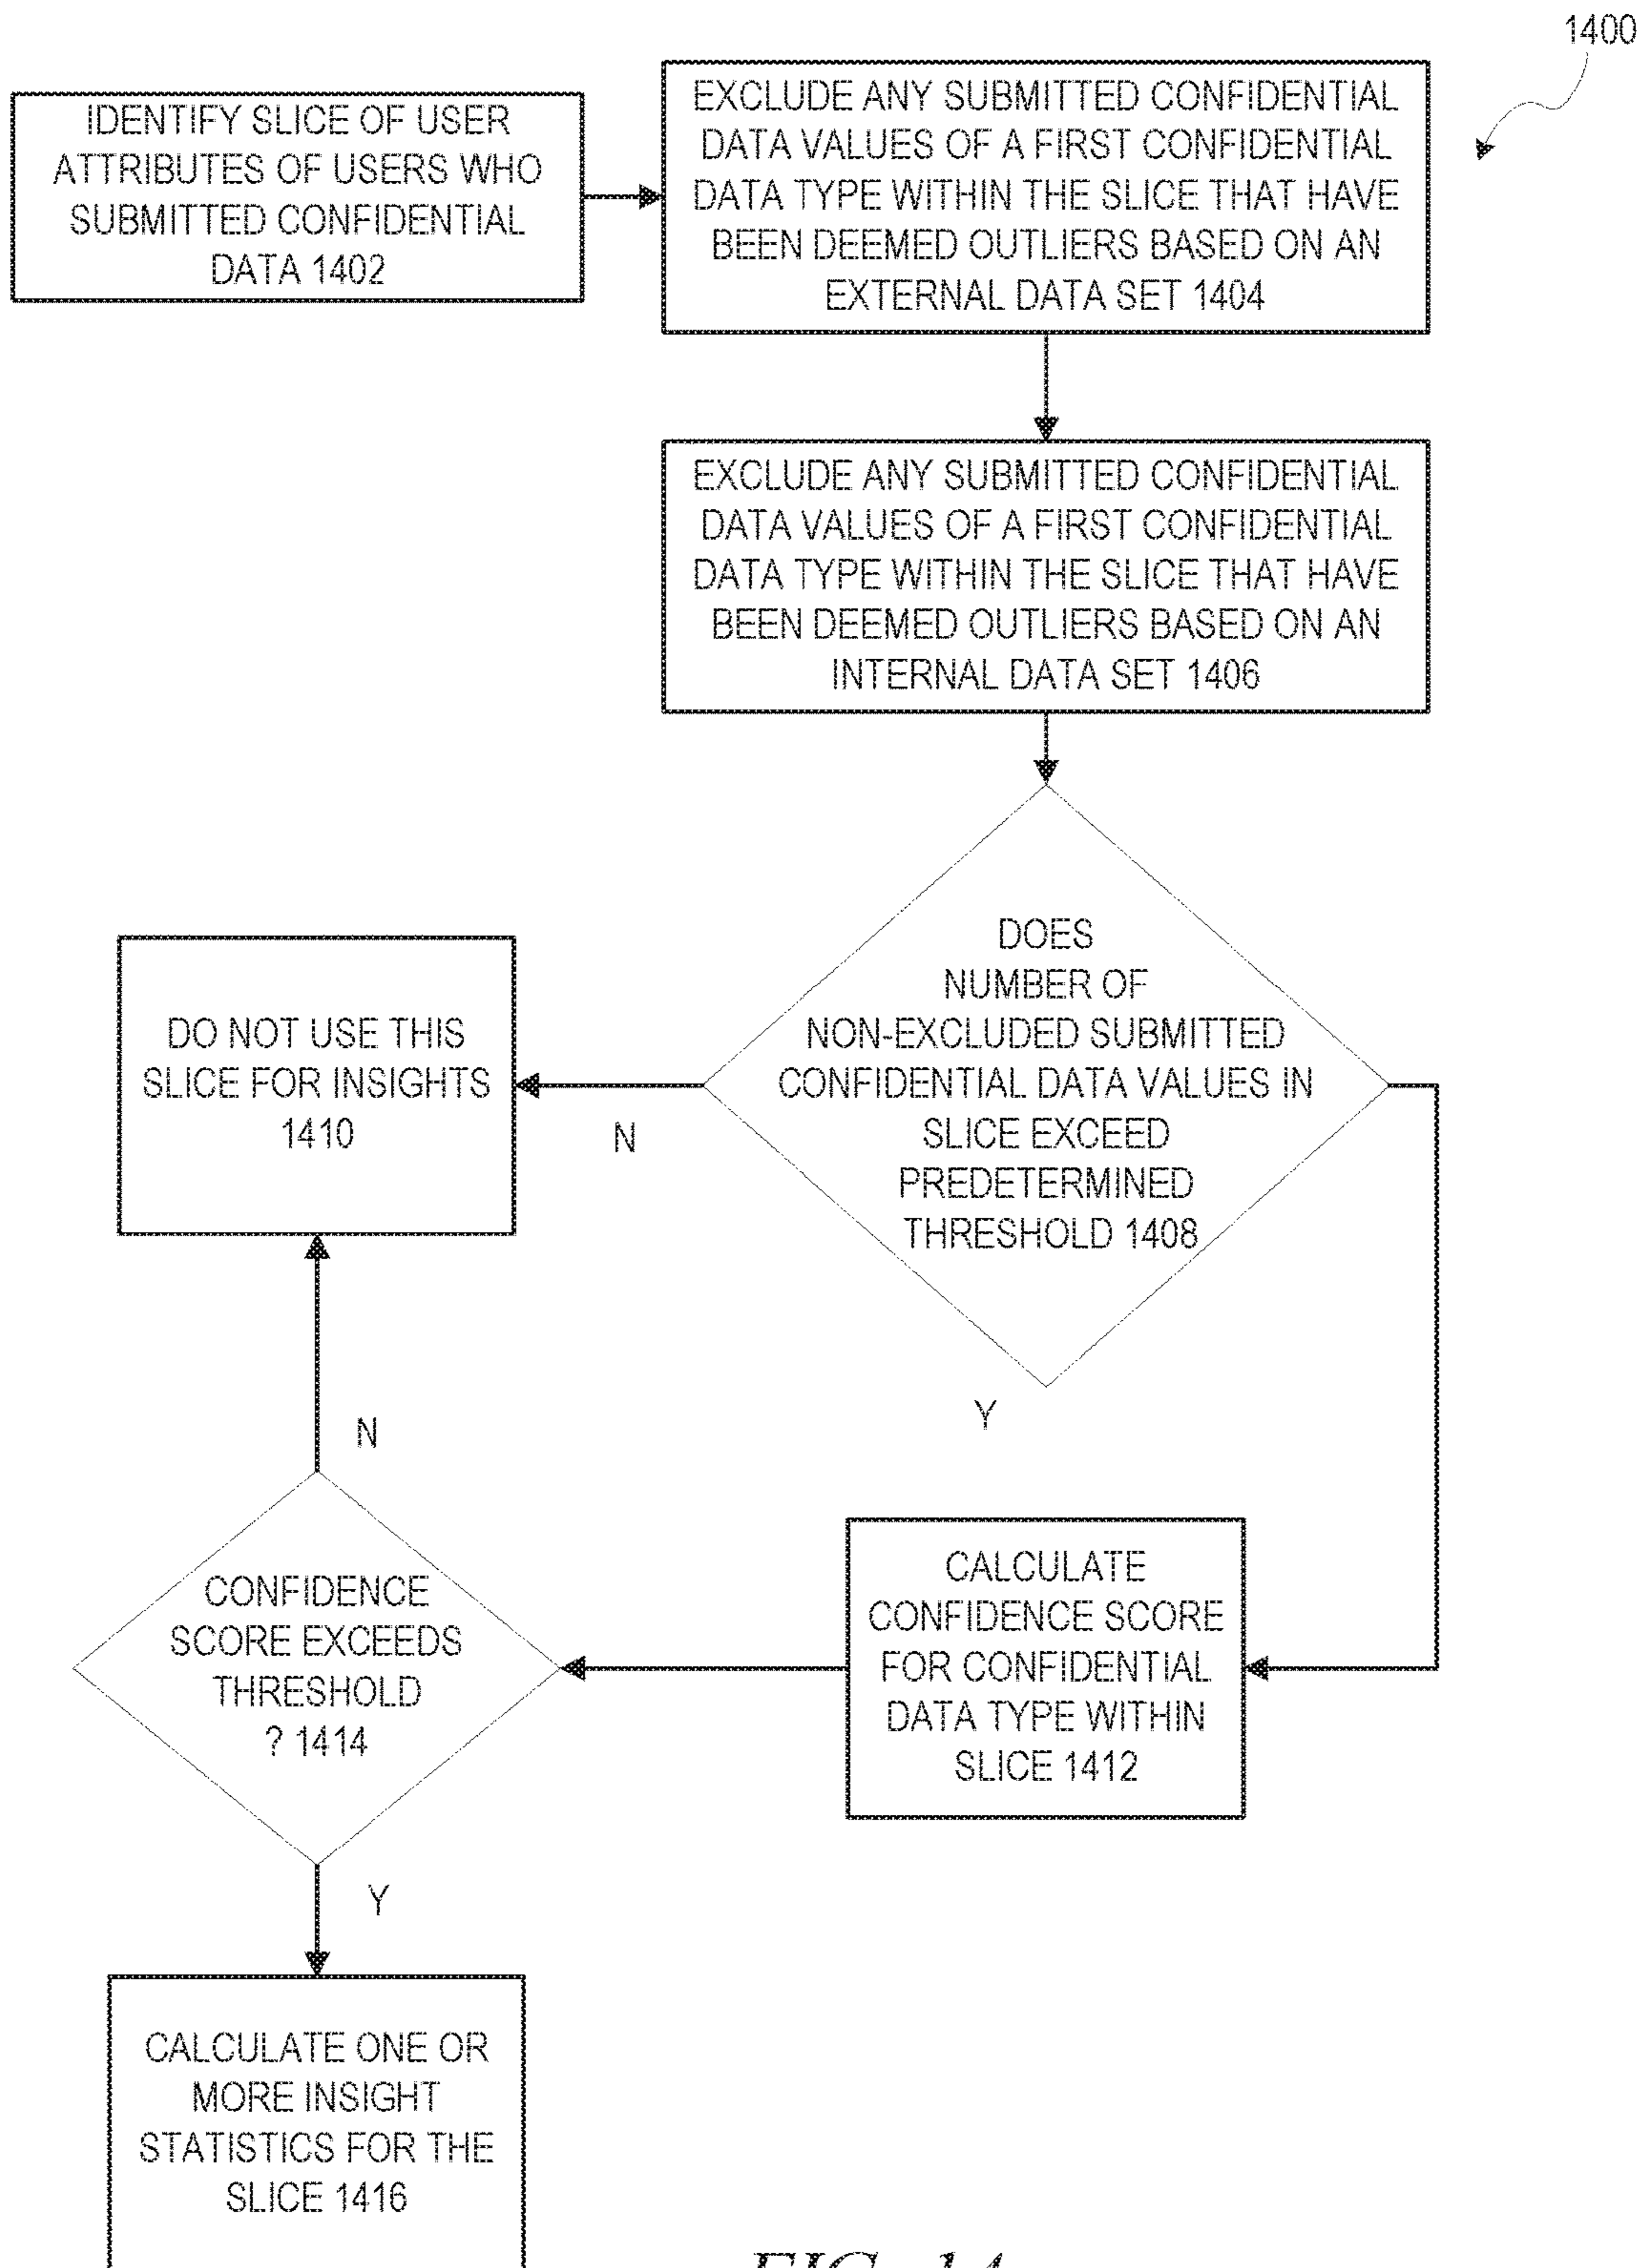 1400
IDENTIFY SLICE OF USER
ATTRIBUTES OF USERS WHO
SUBMITTED CONFIDENTIAL
DATA 1402
EXCLUDE ANY SUBMITTED CONFIDENTIAL
DATA VALUES OF A FIRST CONFIDENTIAL
DATA TYPE WITHIN THE SLICE THAT HAVE
BEEN DEEMED OUTLIERS BASED ON AN
EXTERNAL DATA SET 1404
EXCLUDE ANY SUBMITTED CONFIDENTIAL
DATA VALUES OF A FIRST CONFIDENTIAL
DATA TYPE WITHIN THE SLICE THAT HAVE
BEEN DEEMED OUTLIERS BASED ON AN
INTERNAL DATA SET 1406
DOES
NUMBER OF
NON-EXCLUDED SUBMITTED
CONFIDENTIAL DATA VALUES IN
SLICE EXCEED
PREDETERMINED
THRESHOLD 1408
N
Y
DO NOT USE THIS
SLICE FOR INSIGHTS
1410
CALCULATE
CONFIDENCE SCORE
FOR CONFIDENTIAL
DATA TYPE WITHIN
SLICE 1412
N
CONFIDENCE
SCORE EXCEEDS
THRESHOLD
? 1414
Y
CALCULATE ONE OR
MORE INSIGHT
STATISTICS FOR THE
SLICE 1416
FIG. 14